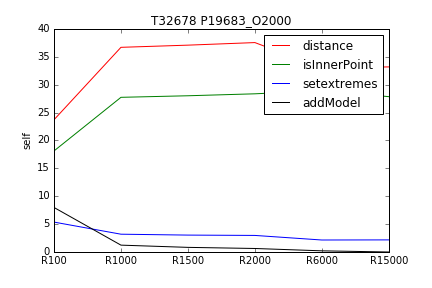 T32678 P19683_O2000
40
35
30
25
20
15
10
5
0
self
distance
isInnerPoint
setextremes
addModel
R100 R1000 R1500 R2000 R6000 R15000